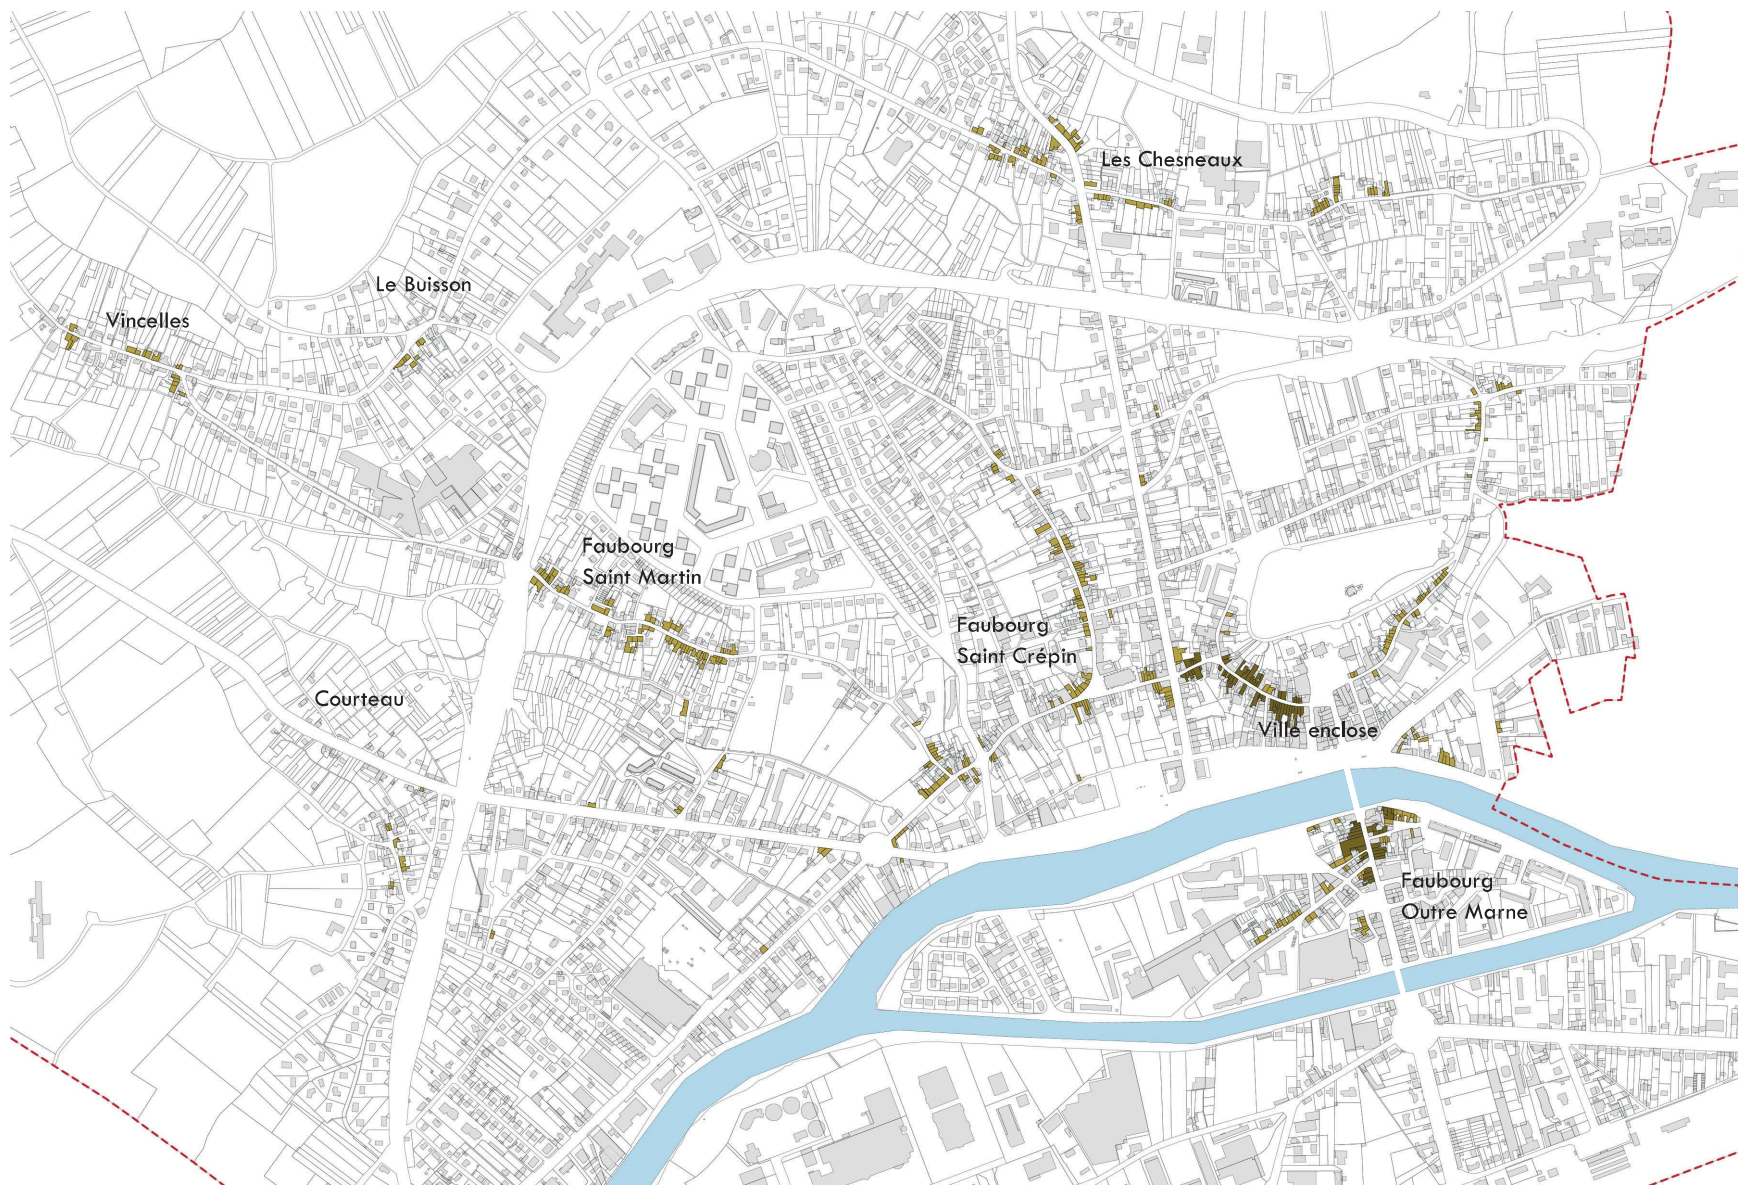 Les Chesneaux
Le Buisson
Vincelles
Faubourg
Saint Martin
Faubourg
Saint Crépin
Courteau
Ville enclose
Faubourg
Outre Marne